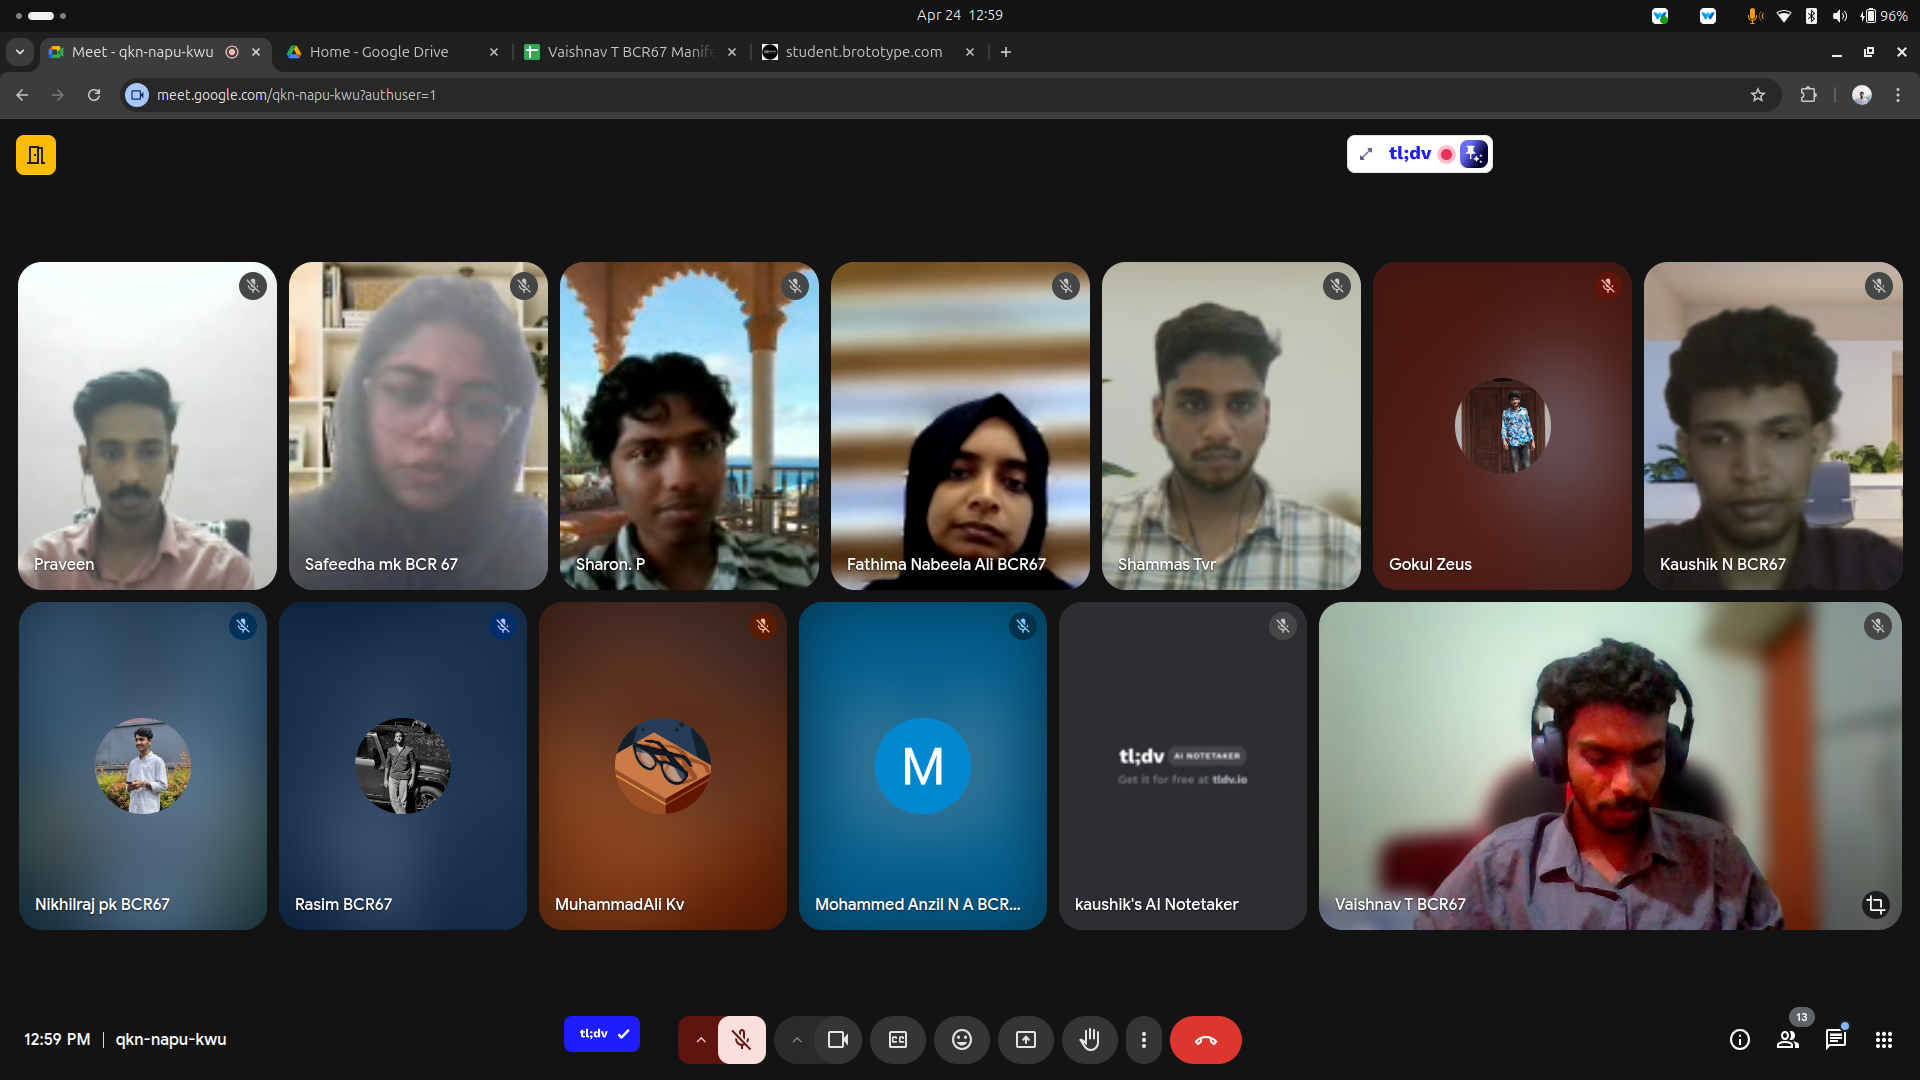 Apr 24 12:59
96%
Meet - qkn-napu-kwu
Home - Google Drive
Vaishnav T BCR67 Manife
student.brototype.com
meet.google.com/qkn-napu-kwu?authuser=1
tl;dv
Praveen
Safeedha mk BCR 67
Sharon. P
Fathima Nabeela Ali BCR67
Shammas Tvr
Gokul Zeus
Kaushik N BCR67
M
tl;dv AI NOTETAKER
Get it for free at tldv.io
Nikhilraj pk BCR67
Rasim BCR67
MuhammadAli Kv
Mohammed Anzil N A BCR...
kaushik's AI Notetaker
Vaishnav T BCR67
12:59 PM | qkn-napu-kwu
tl;dv
CC
13